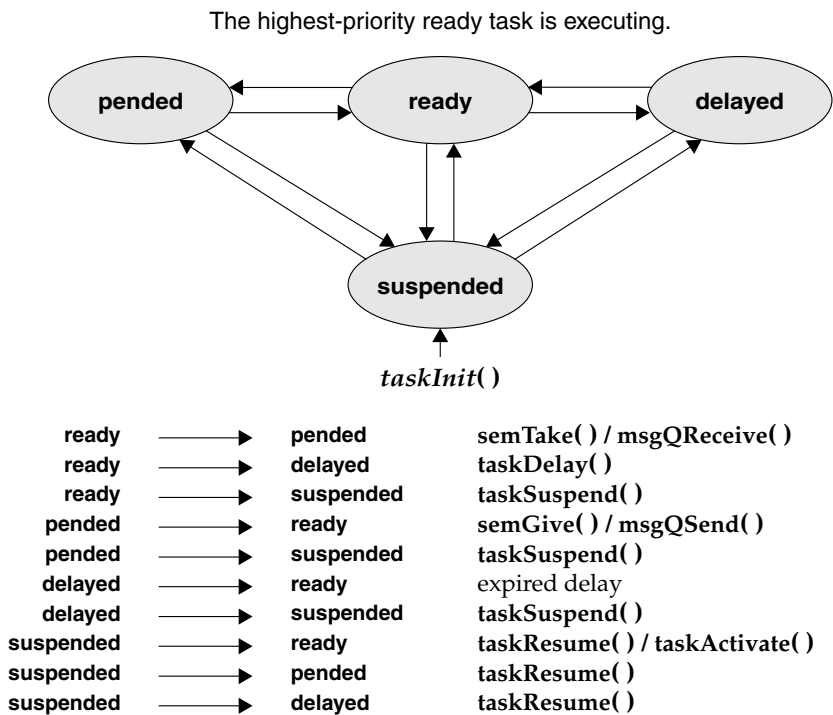 The highest-priority ready task is executing.
pended ready delayed
suspended
taskInit( )
ready pended semTake( ) / msgQReceive( )
ready delayed taskDelay( )
ready suspended taskSuspend( )
pended ready semGive( ) / msgQSend( )
pended suspended taskSuspend( )
delayed ready expired delay
delayed suspended taskSuspend( )
suspended ready taskResume( ) / taskActivate( )
suspended pended taskResume( )
suspended delayed taskResume( )